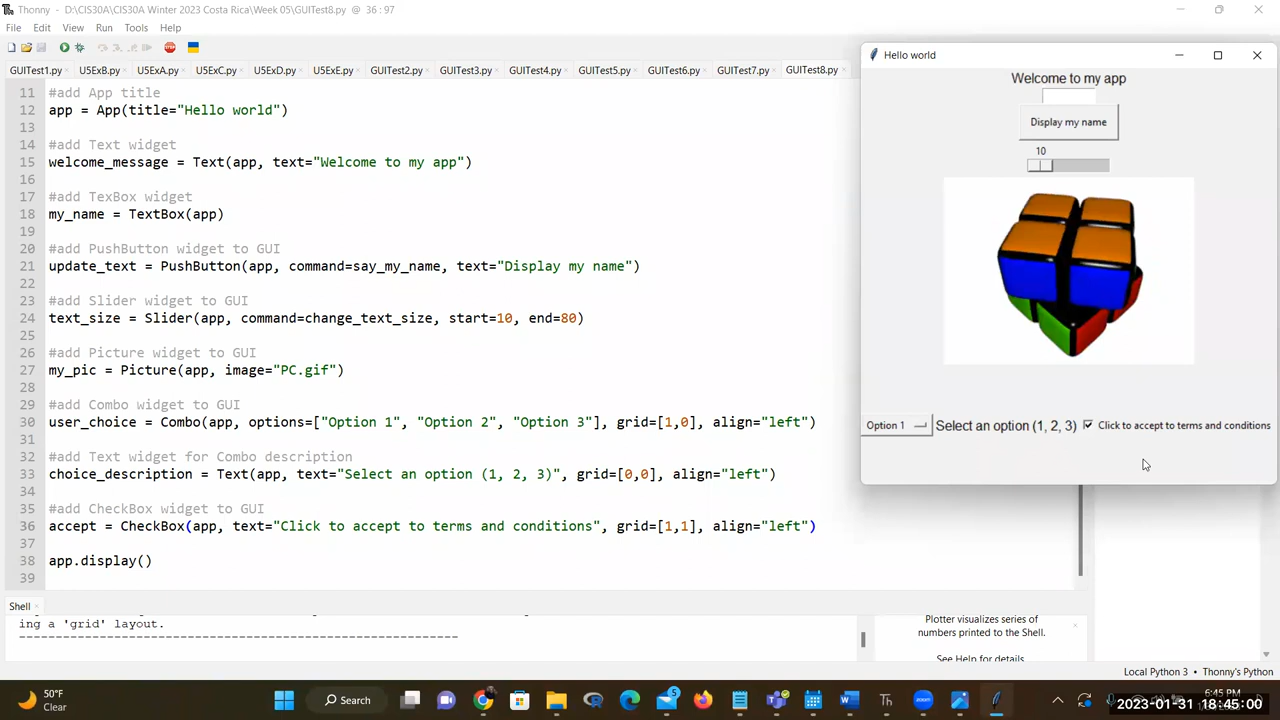 Thonny - D:\CIS30A\CIS30A Winter 2023 Costa Rica\Week 05\GUITest8.py @ 36 : 97
File Edit View Run Tools Help
GUITest1.py U5ExB.py U5ExA.py U5ExC.py U5ExD.py U5ExE.py GUITest2.py GUITest3.py GUITest4.py GUITest5.py GUITest6.py GUITest7.py GUITest8.py
11 #add App title
12 app = App(title="Hello world")
13
14 #add Text widget
15 welcome_message = Text(app, text="Welcome to my app")
16
17 #add TexBox widget
18 my_name = TextBox(app)
19
20 #add PushButton widget to GUI
21 update_text = PushButton(app, command=say_my_name, text="Display my name")
22
23 #add Slider widget to GUI
24 text_size = Slider(app, command=change_text_size, start=10, end=80)
25
26 #add Picture widget to GUI
27 my_pic = Picture(app, image="PC.gif")
28
29 #add Combo widget to GUI
30 user_choice = Combo(app, options=["Option 1", "Option 2", "Option 3"], grid=[1,0], align="left")
31
32 #add Text widget for Combo description
33 choice_description = Text(app, text="Select an option (1, 2, 3)", grid=[0,0], align="left")
34
35 #add CheckBox widget to GUI
36 accept = CheckBox(app, text="Click to accept to terms and conditions", grid=[1,1], align="left")
37
38 app.display()
39
Hello world
Welcome to my app
Display my name
10
Option 1 Select an option (1, 2, 3) Click to accept to terms and conditions
Shell
ing a 'grid' layout.
---------------------------------------------------------
Plotter visualizes series of
numbers printed to the Shell.
See Help for details
Local Python 3 • Thonny's Python
50°F
Clear
Search
5
6:45 PM
2023-01-31 18:45:00